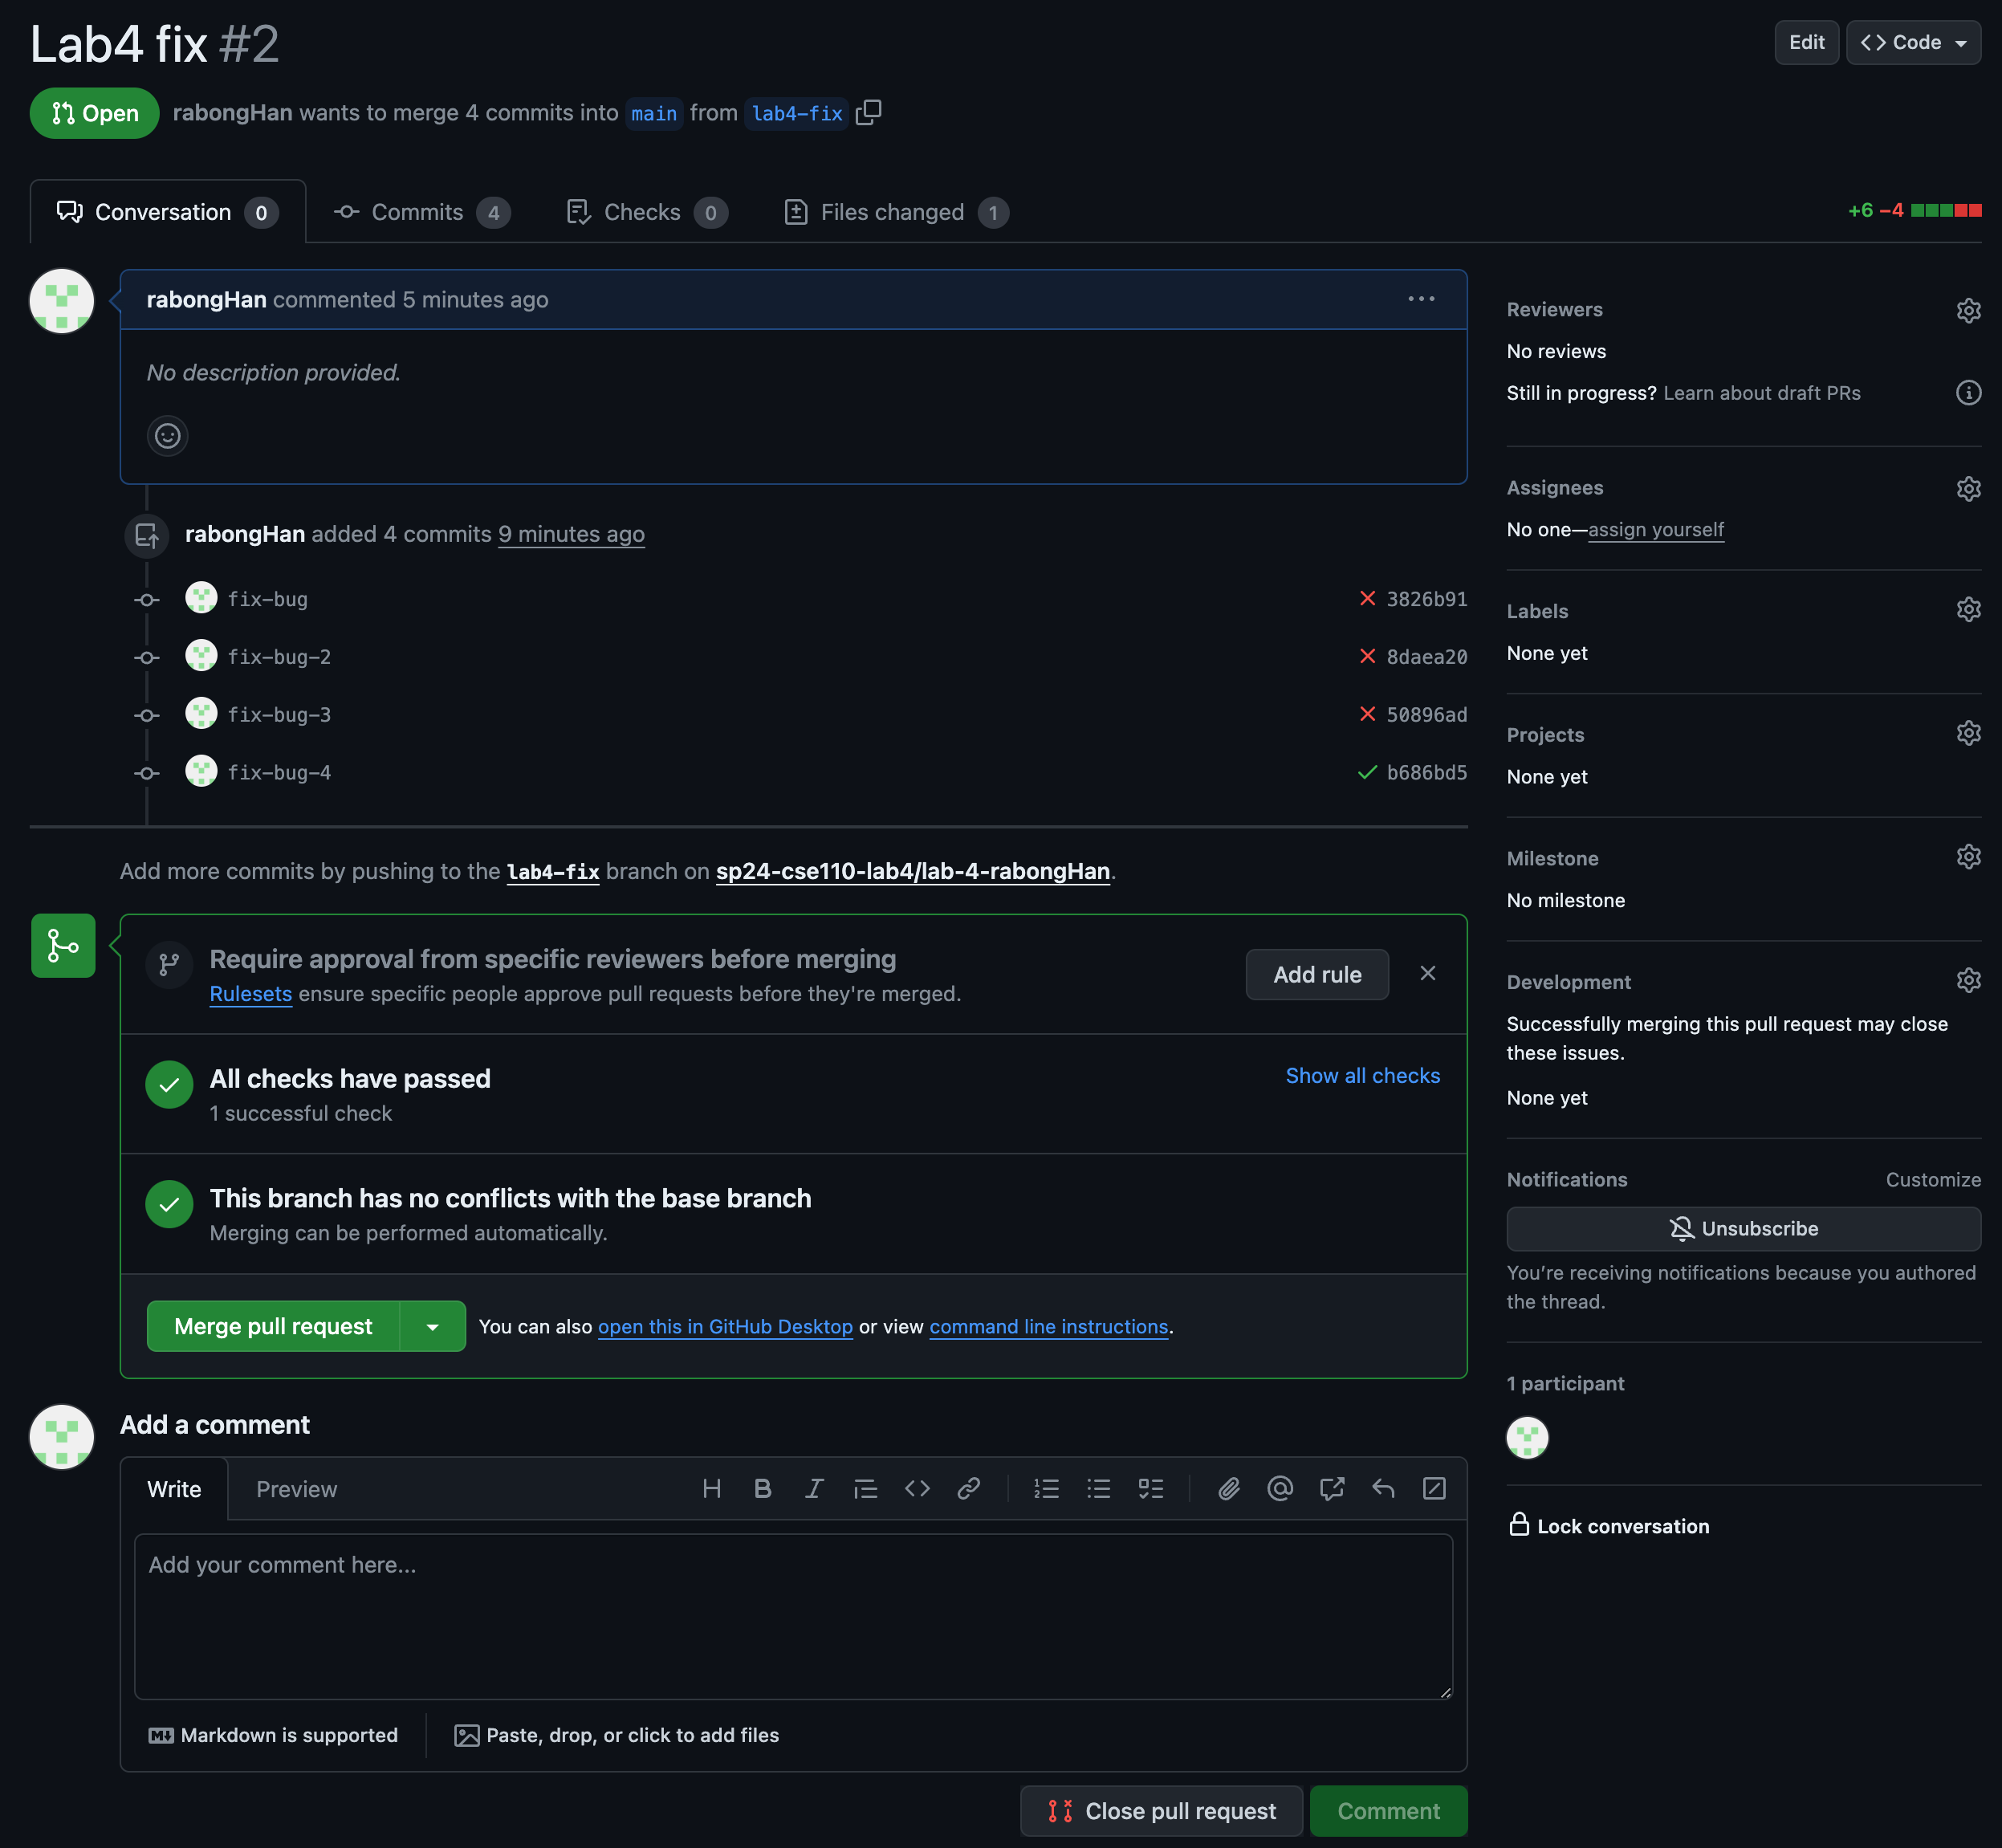 Lab4 fix #2
Edit
Code
Open
rabongHan wants to merge 4 commits into main from lab4-fix
Conversation 0
Commits 4
Checks 0
Files changed 1
+6 −4
rabongHan commented 5 minutes ago
No description provided.
rabongHan added 4 commits 9 minutes ago
fix-bug
3826b91
fix-bug-2
8daea20
fix-bug-3
50896ad
fix-bug-4
b686bd5
Add more commits by pushing to the lab4-fix branch on sp24-cse110-lab4/lab-4-rabongHan.
Require approval from specific reviewers before merging
Rulesets ensure specific people approve pull requests before they're merged.
Add rule
All checks have passed
1 successful check
Show all checks
This branch has no conflicts with the base branch
Merging can be performed automatically.
Merge pull request
You can also open this in GitHub Desktop or view command line instructions.
Add a comment
Write
Preview
Add your comment here...
Markdown is supported
Paste, drop, or click to add files
Close pull request
Comment
Reviewers
No reviews
Still in progress? Learn about draft PRs
Assignees
No one—assign yourself
Labels
None yet
Projects
None yet
Milestone
No milestone
Development
Successfully merging this pull request may close
these issues.
None yet
Notifications
Customize
Unsubscribe
You’re receiving notifications because you authored
the thread.
1 participant
Lock conversation